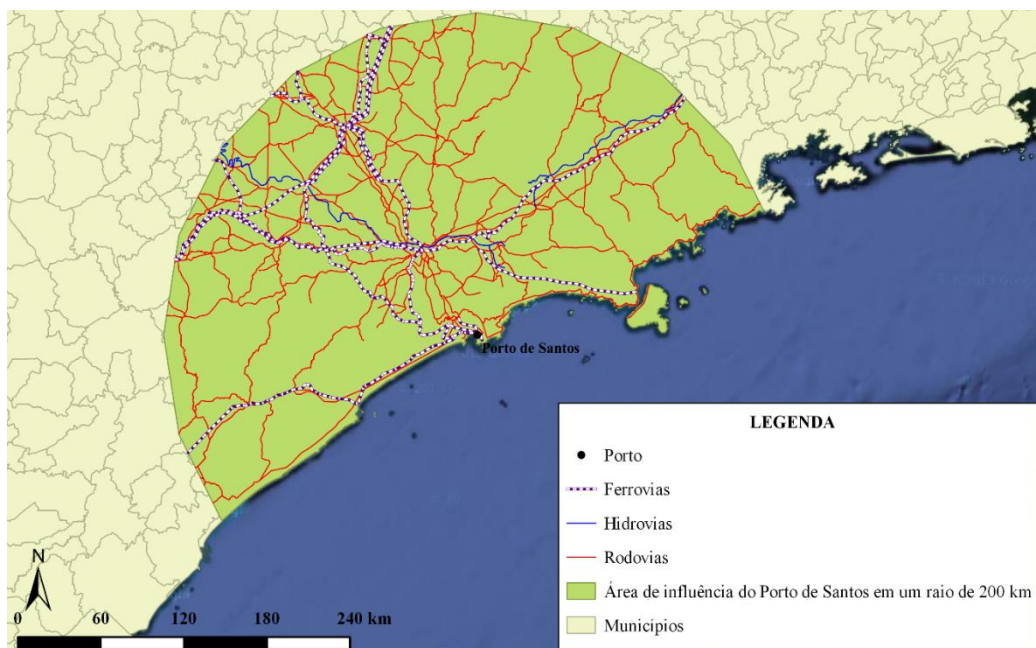 Porto de Santos
LEGENDA
Porto
Ferrovias
Hidrovias
Rodovias
Área de influência do Porto de Santos em um raio de 200 km
Municípios
N
0 60 120 180 240 km